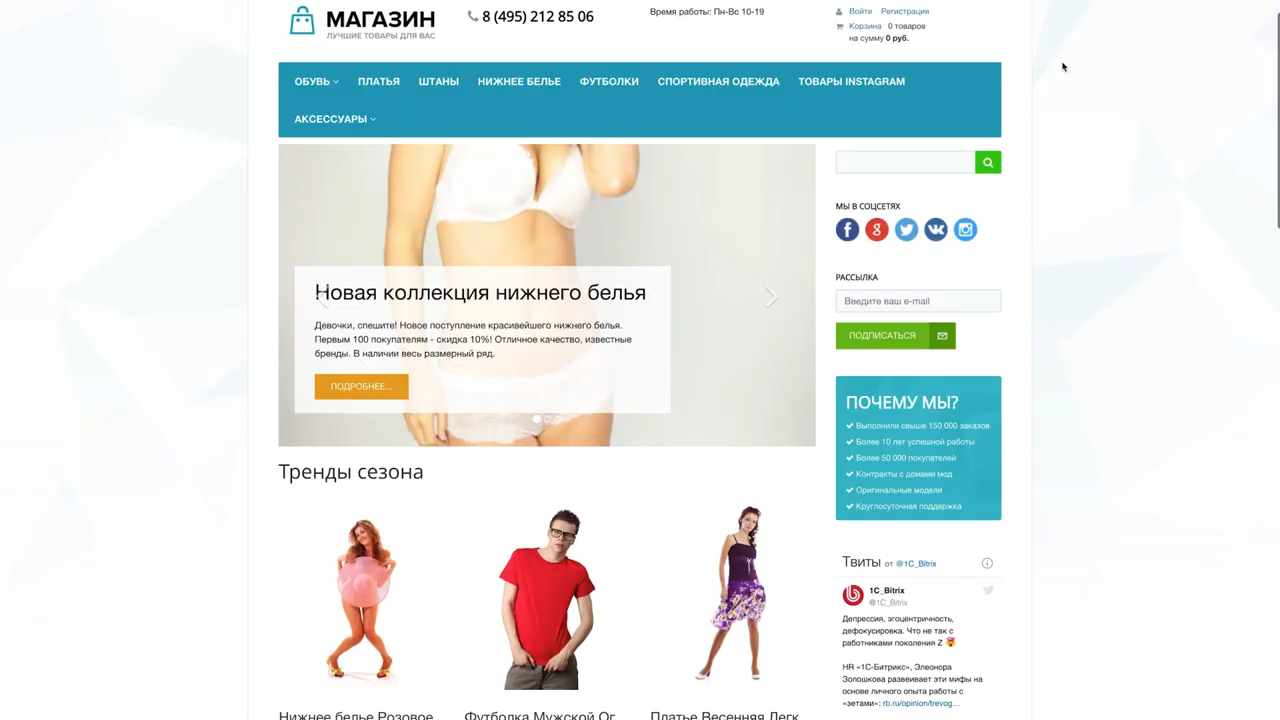 МАГАЗИН
ЛУЧШИЕ ТОВАРЫ ДЛЯ ВАС
8 (495) 212 85 06
Время работы: Пн-Вс 10-19
Войти Регистрация
Корзина 0 товаров
на сумму 0 руб.
ОБУВЬ ПЛАТЬЯ ШТАНЫ НИЖНЕЕ БЕЛЬЕ ФУТБОЛКИ СПОРТИВНАЯ ОДЕЖДА ТОВАРЫ INSTAGRAM
АКСЕССУАРЫ
Новая коллекция нижнего белья
Девочки, спешите! Новое поступление красивейшего нижнего белья.
Первым 100 покупателям - скидка 10%! Отличное качество, известные
бренды. В наличии весь размерный ряд.
ПОДРОБНЕЕ...
МЫ В СОЦСЕТЯХ
РАССЫЛКА
Введите ваш e-mail
ПОДПИСАТЬСЯ
ПОЧЕМУ МЫ?
Выполнили свыше 150 000 заказов
Более 10 лет успешной работы
Более 50 000 покупателей
Контракты с домами мод
Оригинальные модели
Круглосуточная поддержка
Тренды сезона
Нижнее белье Розовое
Футболка Мужской Ог
Платье Весенняя Легк
Твиты от @1C_Bitrix
1C_Bitrix
@1C_Bitrix
Депрессия, эгоцентричность,
дефокусировка. Что не так с
работниками поколения Z 🤯
HR «1С-Битрикс», Элеонора
Золошкова развеивает эти мифы на
основе личного опыта работы с
«зетами»: rb.ru/opinion/trevog…